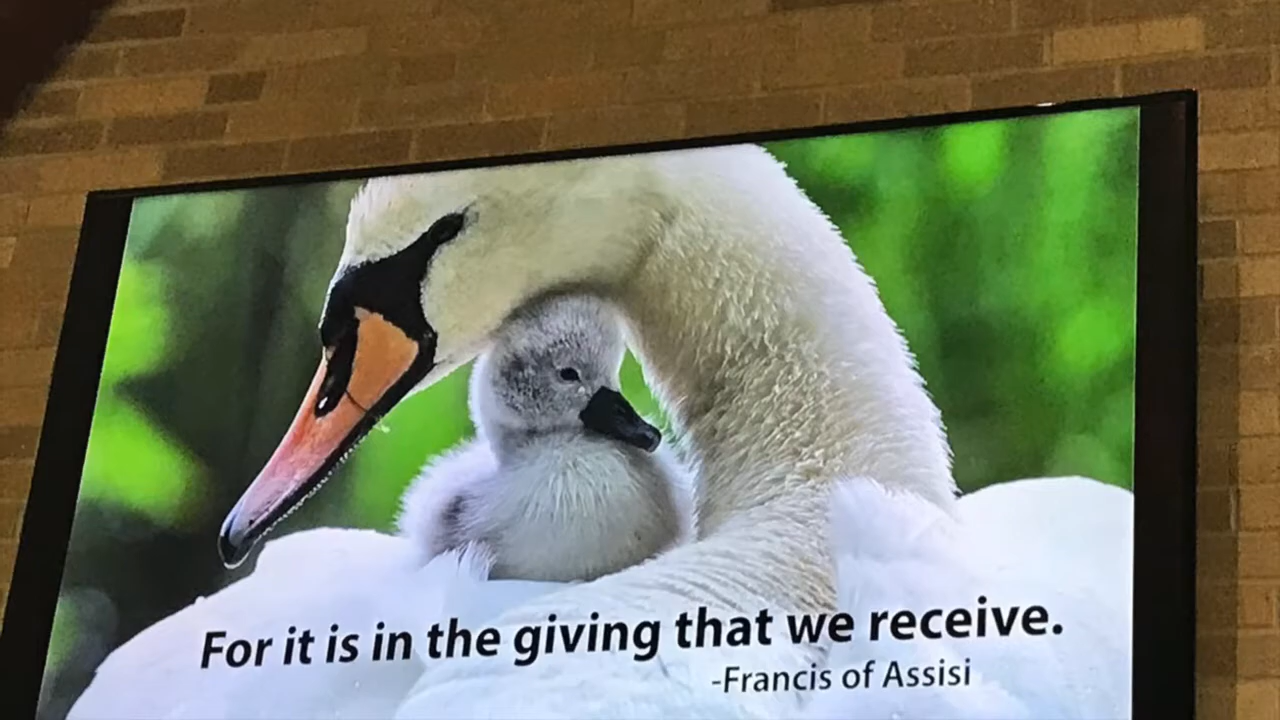 For it is in the giving that we receive.
-Francis of Assisi